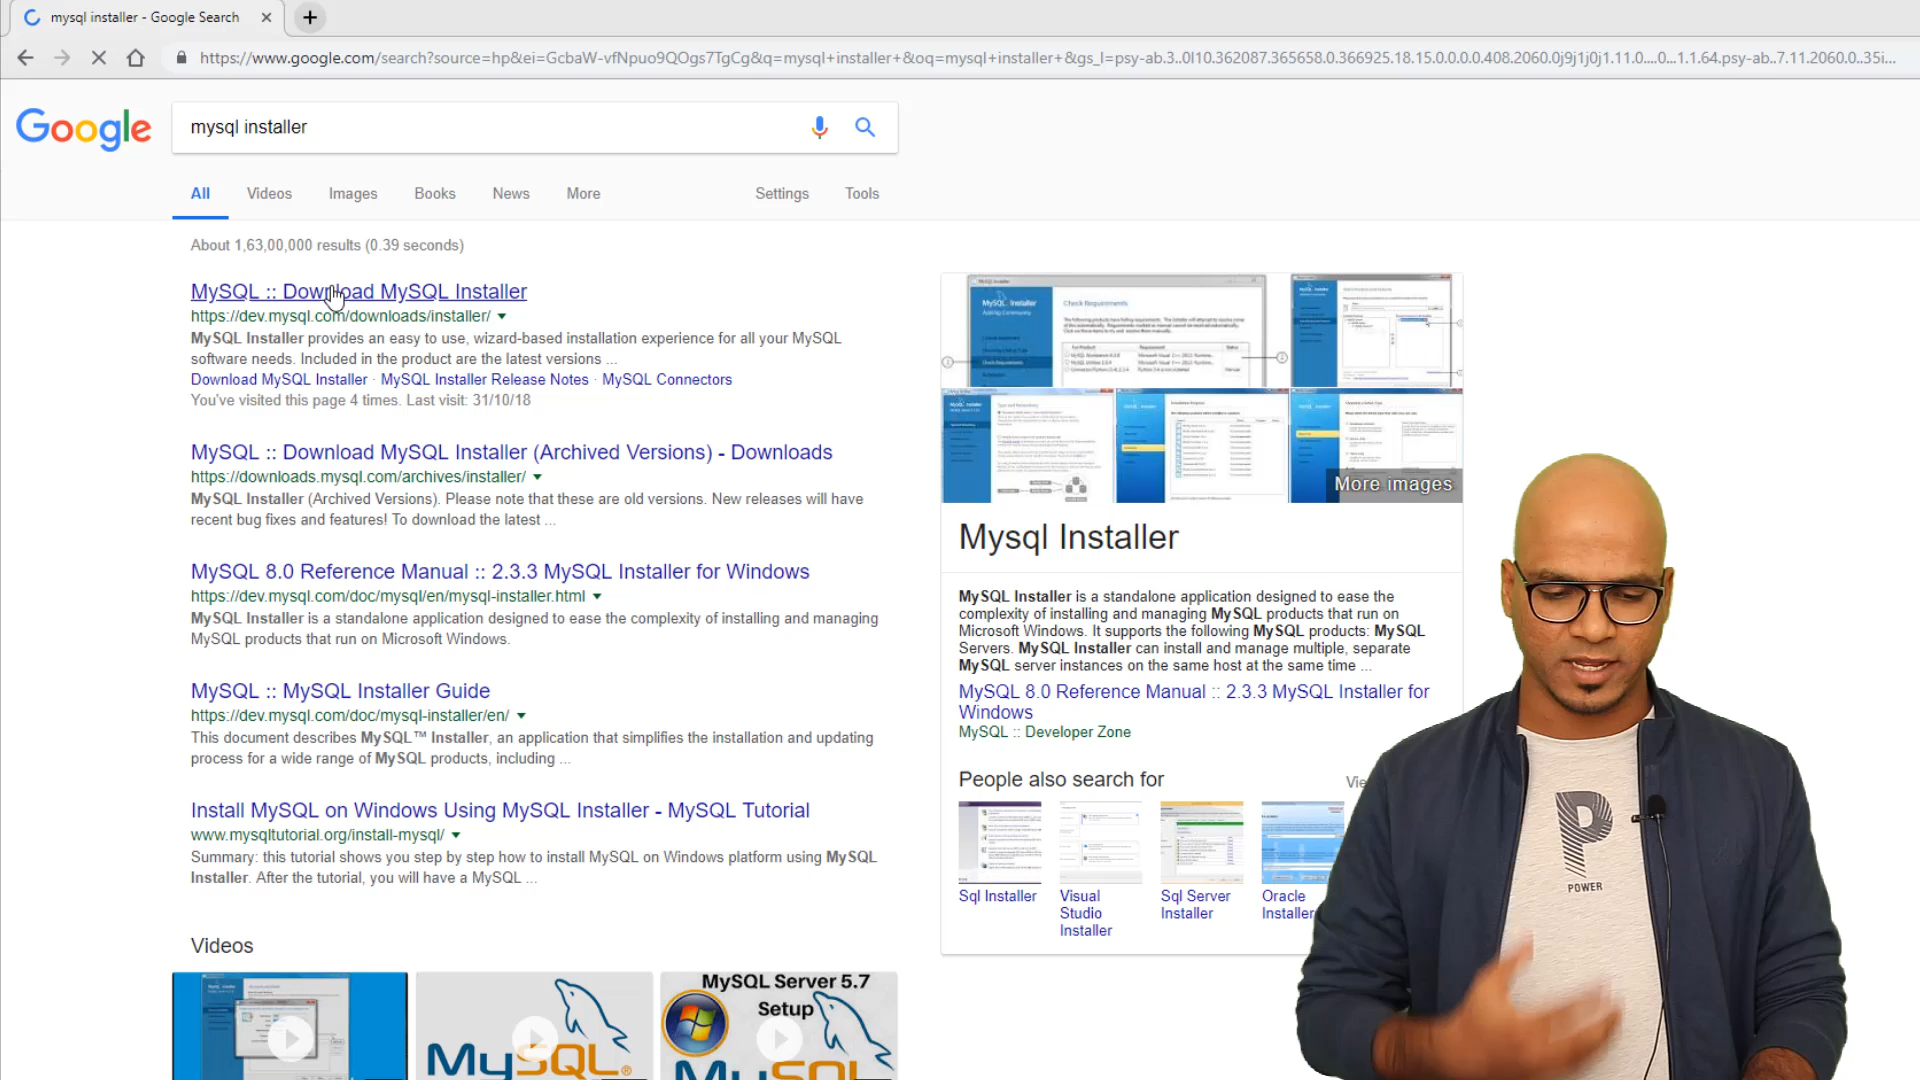 mysql installer - Google Search
https://www.google.com/search?source=hp&ei=GcbaW-vfNpuo9QOgs7TgCg&q=mysql+installer+&oq=mysql+installer+&gs_l=psy-ab.3..0l10.362087.365658.0.366925.18.15.0.0.0.0.408.2060.0j9j1j0j1.11.0....0...1.1.64.psy-ab..7.11.2060.0..35i...
Google
mysql installer
All Videos Images Books News More Settings Tools
About 1,63,00,000 results (0.39 seconds)
MySQL :: Download MySQL Installer
https://dev.mysql.com/downloads/installer/
MySQL Installer provides an easy to use, wizard-based installation experience for all your MySQL
software needs. Included in the product are the latest versions ...
Download MySQL Installer · MySQL Installer Release Notes · MySQL Connectors
You've visited this page 4 times. Last visit: 31/10/18
MySQL :: Download MySQL Installer (Archived Versions) - Downloads
https://downloads.mysql.com/archives/installer/
MySQL Installer (Archived Versions). Please note that these are old versions. New releases will have
recent bug fixes and features! To download the latest ...
MySQL 8.0 Reference Manual :: 2.3.3 MySQL Installer for Windows
https://dev.mysql.com/doc/mysql/en/mysql-installer.html
MySQL Installer is a standalone application designed to ease the complexity of installing and managing
MySQL products that run on Microsoft Windows.
MySQL :: MySQL Installer Guide
https://dev.mysql.com/doc/mysql-installer/en/
This document describes MySQL™ Installer, an application that simplifies the installation and updating
process for a wide range of MySQL products, including ...
Install MySQL on Windows Using MySQL Installer - MySQL Tutorial
www.mysqltutorial.org/install-mysql/
Summary: this tutorial shows you step by step how to install MySQL on Windows platform using MySQL
Installer. After the tutorial, you will have a MySQL ...
Videos
MySQL
MySQL Server 5.7
Setup
MySQL
MySQL Installer
Adding Community
Check Requirements
More images
Mysql Installer
MySQL Installer is a standalone application designed to ease the
complexity of installing and managing MySQL products that run on
Microsoft Windows. It supports the following MySQL products: MySQL
Servers. MySQL Installer can install and manage multiple, separate
MySQL server instances on the same host at the same time ...
MySQL 8.0 Reference Manual :: 2.3.3 MySQL Installer for
Windows
MySQL :: Developer Zone
People also search for
Sql Installer
Visual
Studio
Installer
Sql Server
Installer
Oracle
Installer
P
POWER